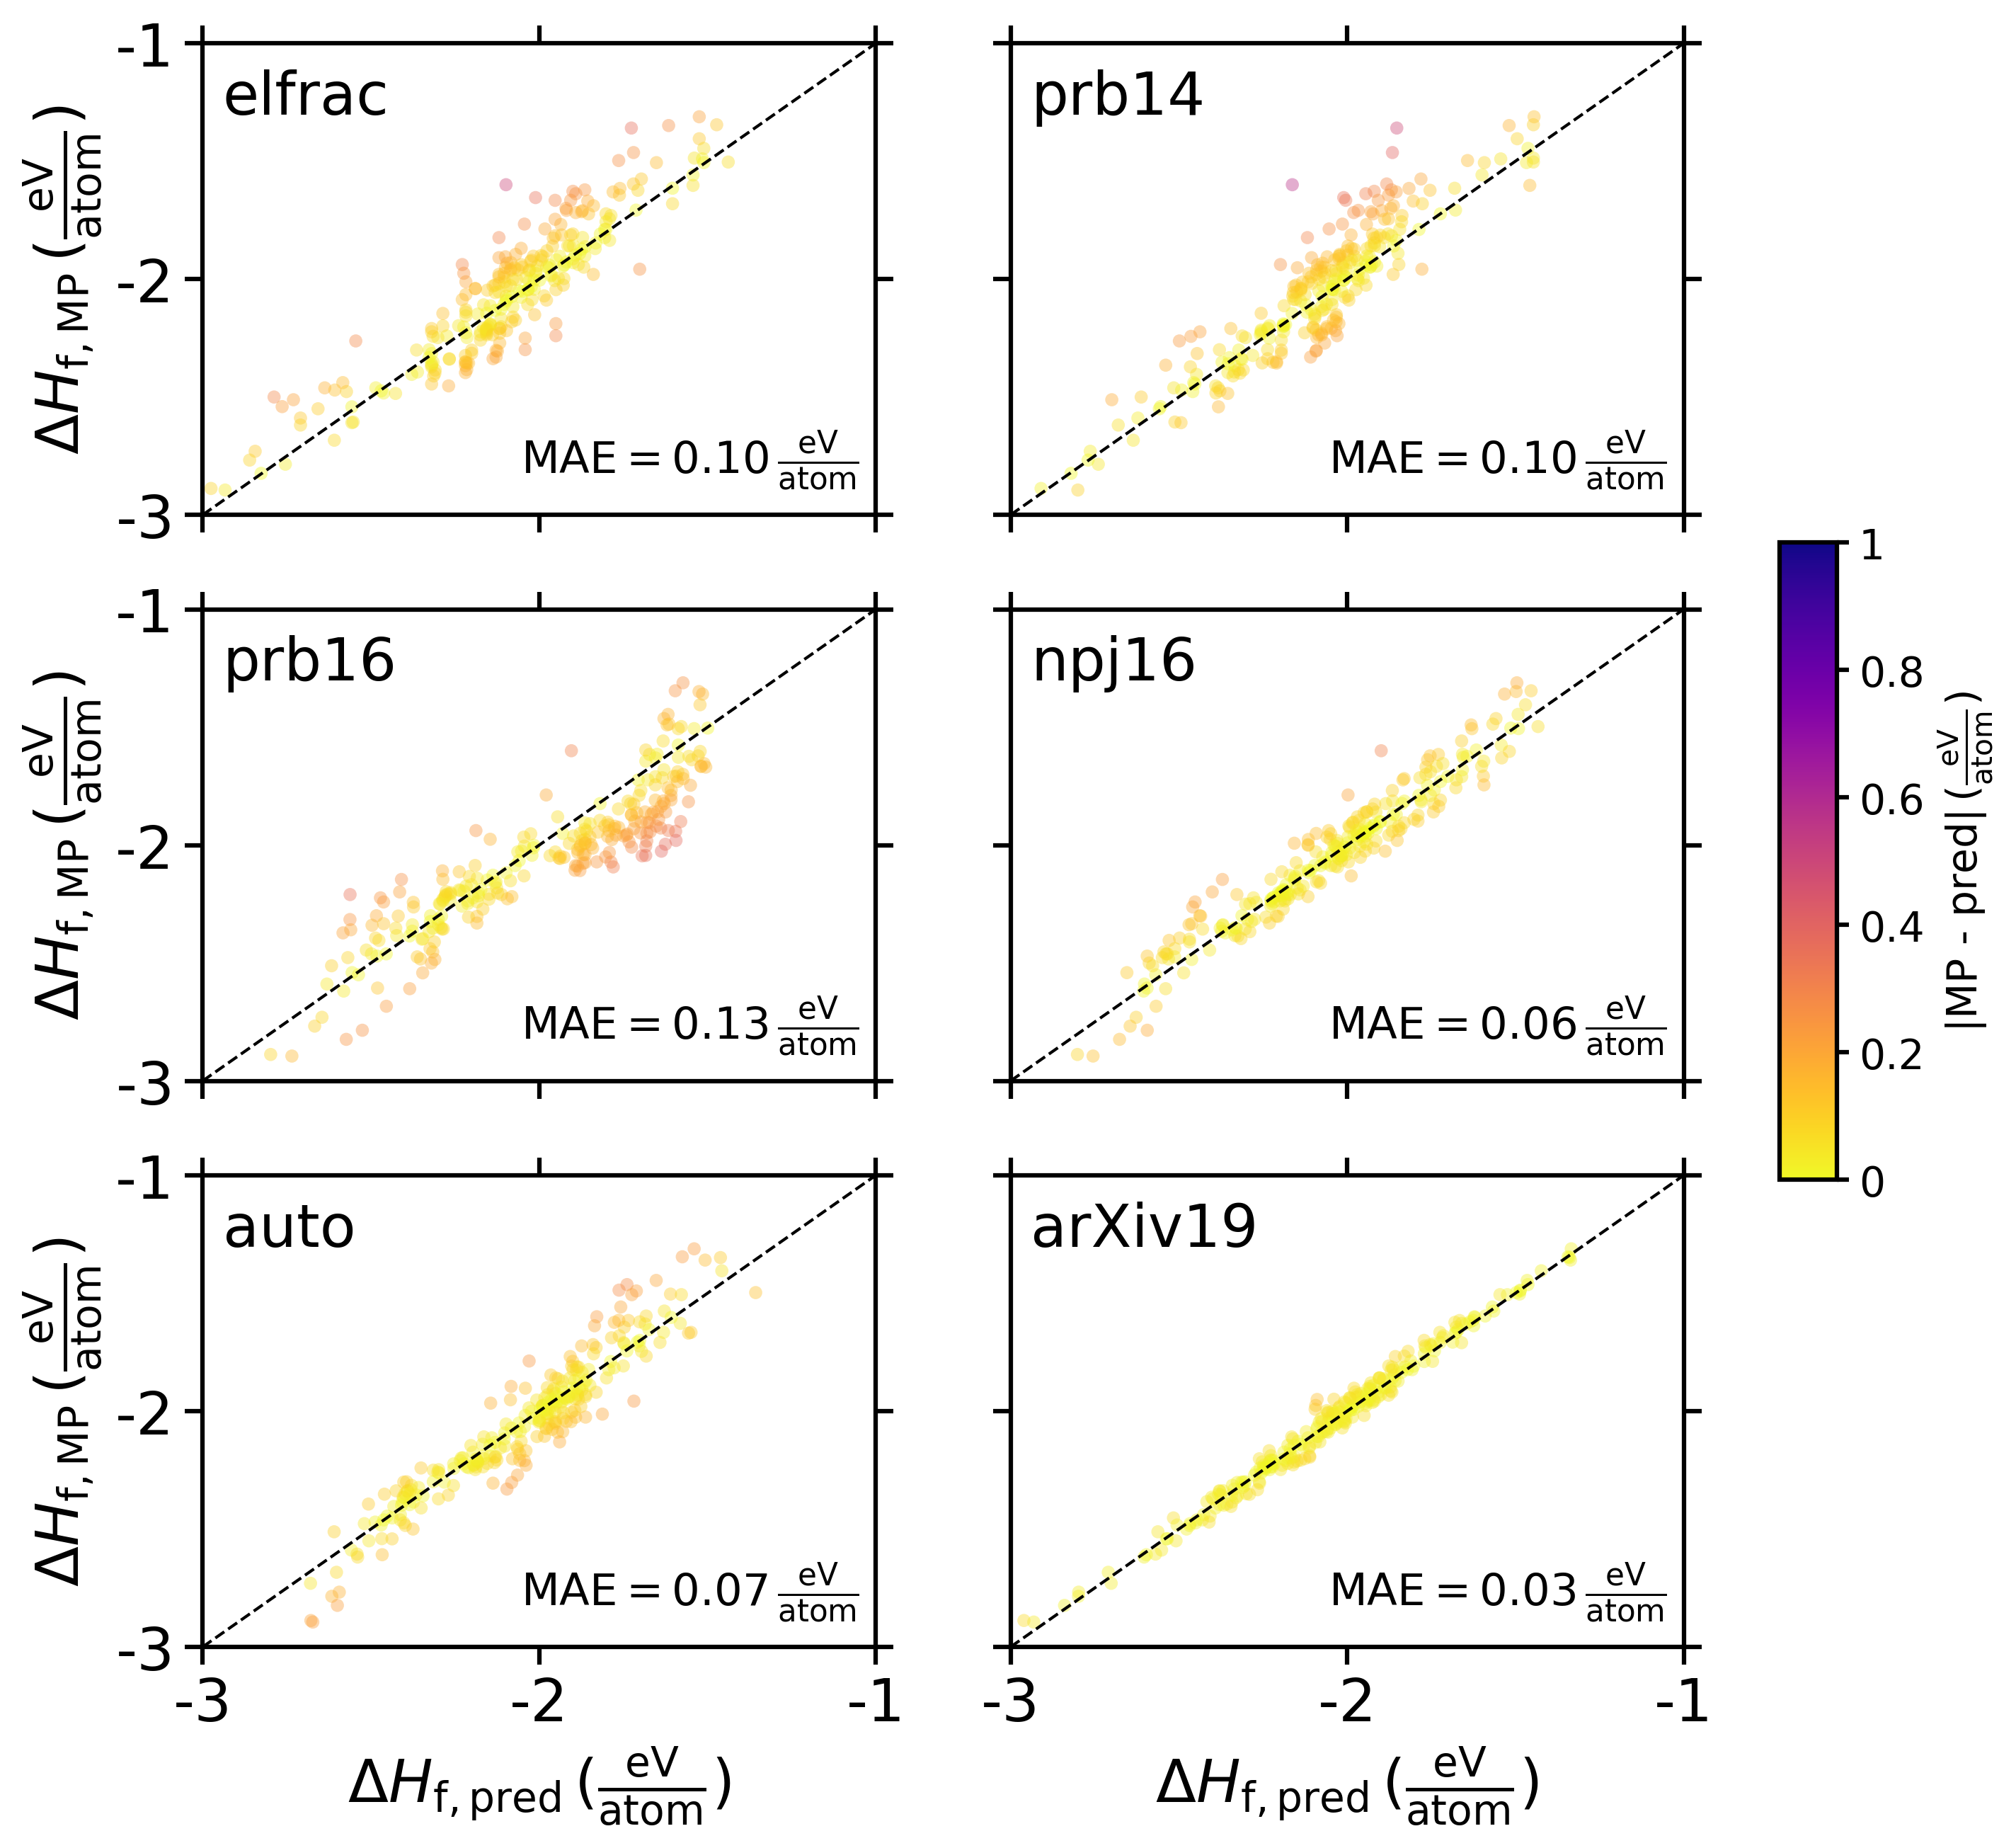 -1
elfrac
prb14
ΔH_f, MP (eV/atom)
-2
MAE = 0.10 eV/atom
MAE = 0.10 eV/atom
-3
-1
prb16
npj16
ΔH_f, MP (eV/atom)
-2
MAE = 0.13 eV/atom
MAE = 0.06 eV/atom
-3
1
0.8
0.6
0.4
0.2
0
|MP - pred| (eV/atom)
-1
auto
arXiv19
ΔH_f, MP (eV/atom)
-2
MAE = 0.07 eV/atom
MAE = 0.03 eV/atom
-3
-3 -2 -1
-3 -2 -1
ΔH_f, pred (eV/atom)
ΔH_f, pred (eV/atom)